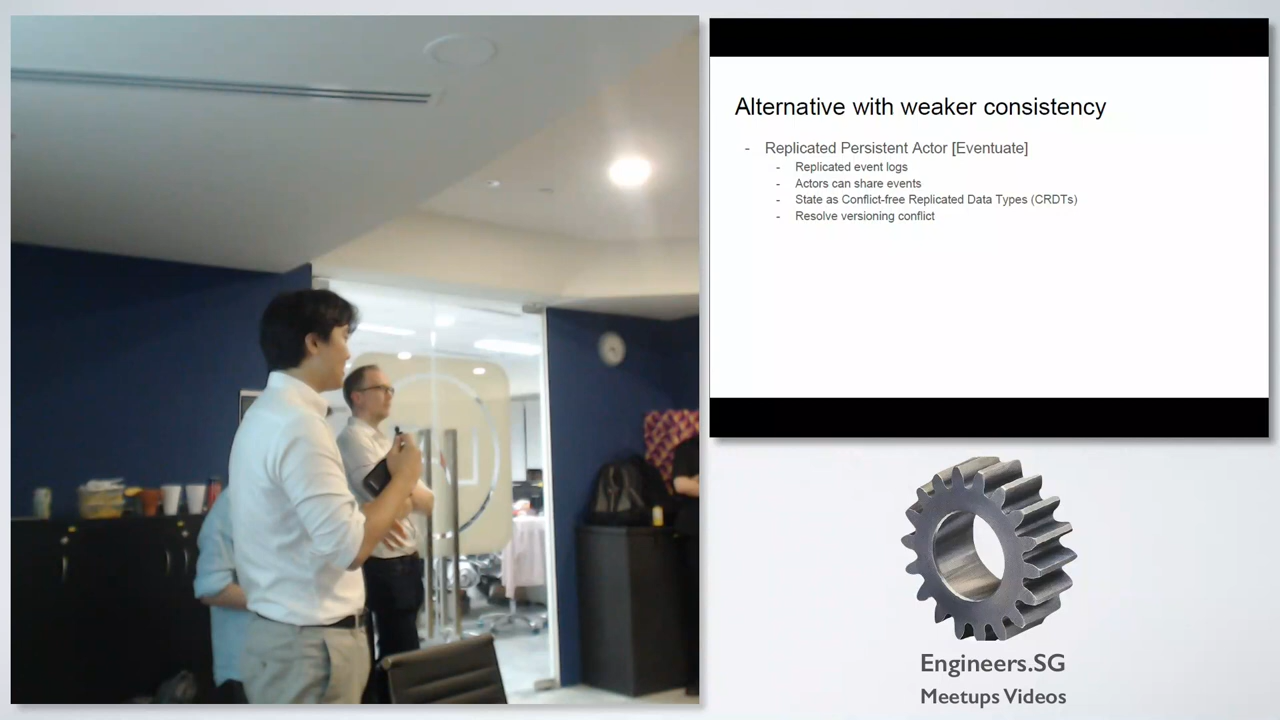 Alternative with weaker consistency
- Replicated Persistent Actor [Eventuate]
- Replicated event logs
- Actors can share events
- State as Conflict-free Replicated Data Types (CRDTs)
- Resolve versioning conflict
Engineers.SG
Meetups Videos